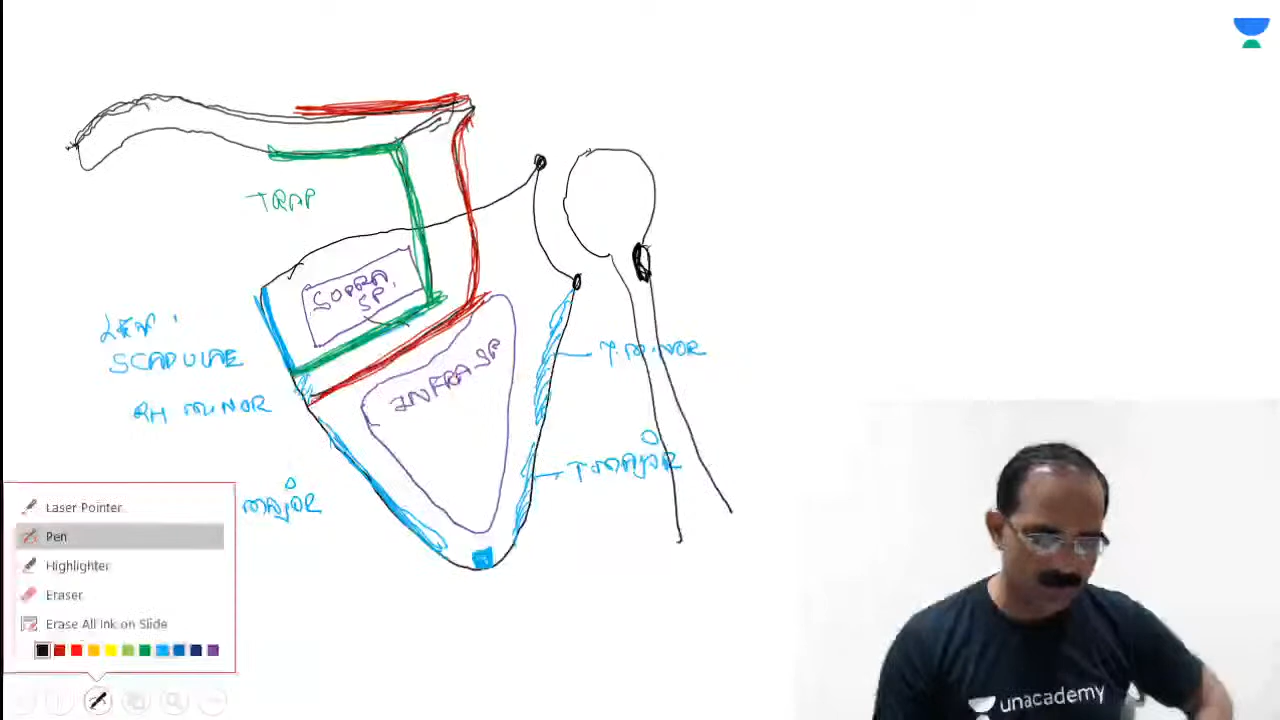 TRAP
SUPRA
SP.
LEV.
SCAPULAE
INFRA SP
T. MINOR
RH MINOR
T MAJOR
MAJOR
Laser Pointer
Pen
Highlighter
Eraser
Erase All Ink on Slide
unacademy